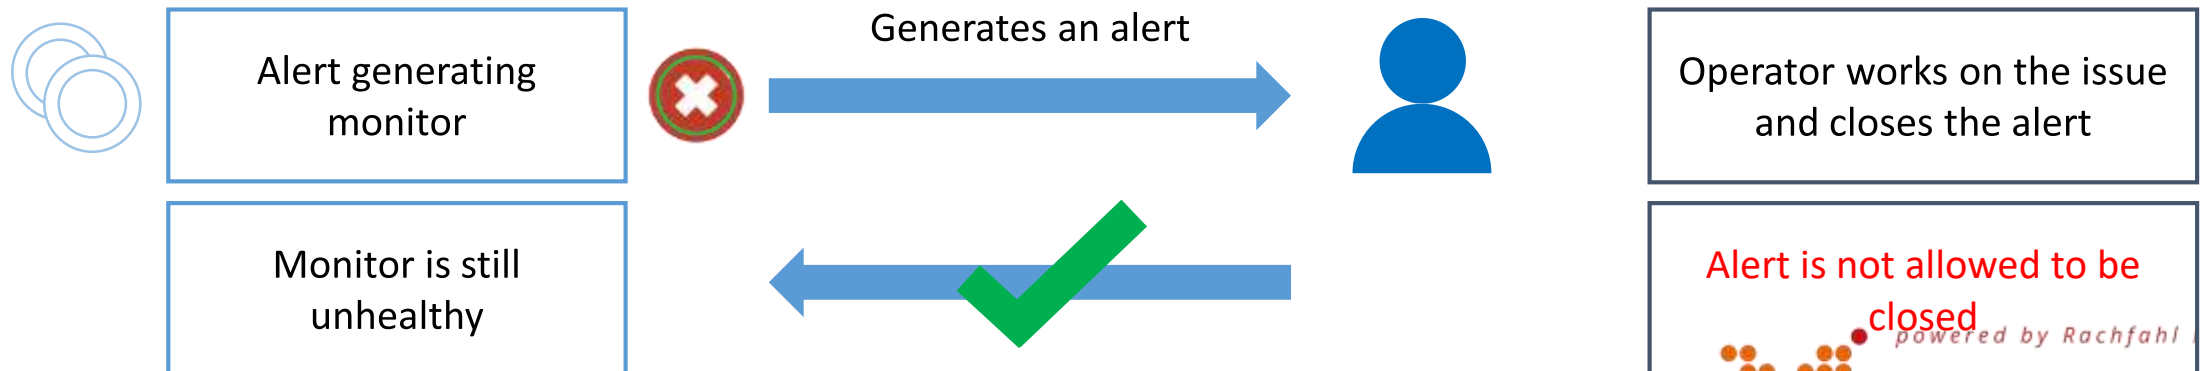 Generates an alert
Alert generating
monitor
Operator works on the issue
and closes the alert
Monitor is still
unhealthy
Alert is not allowed to be
closed
powered by Rachfahl